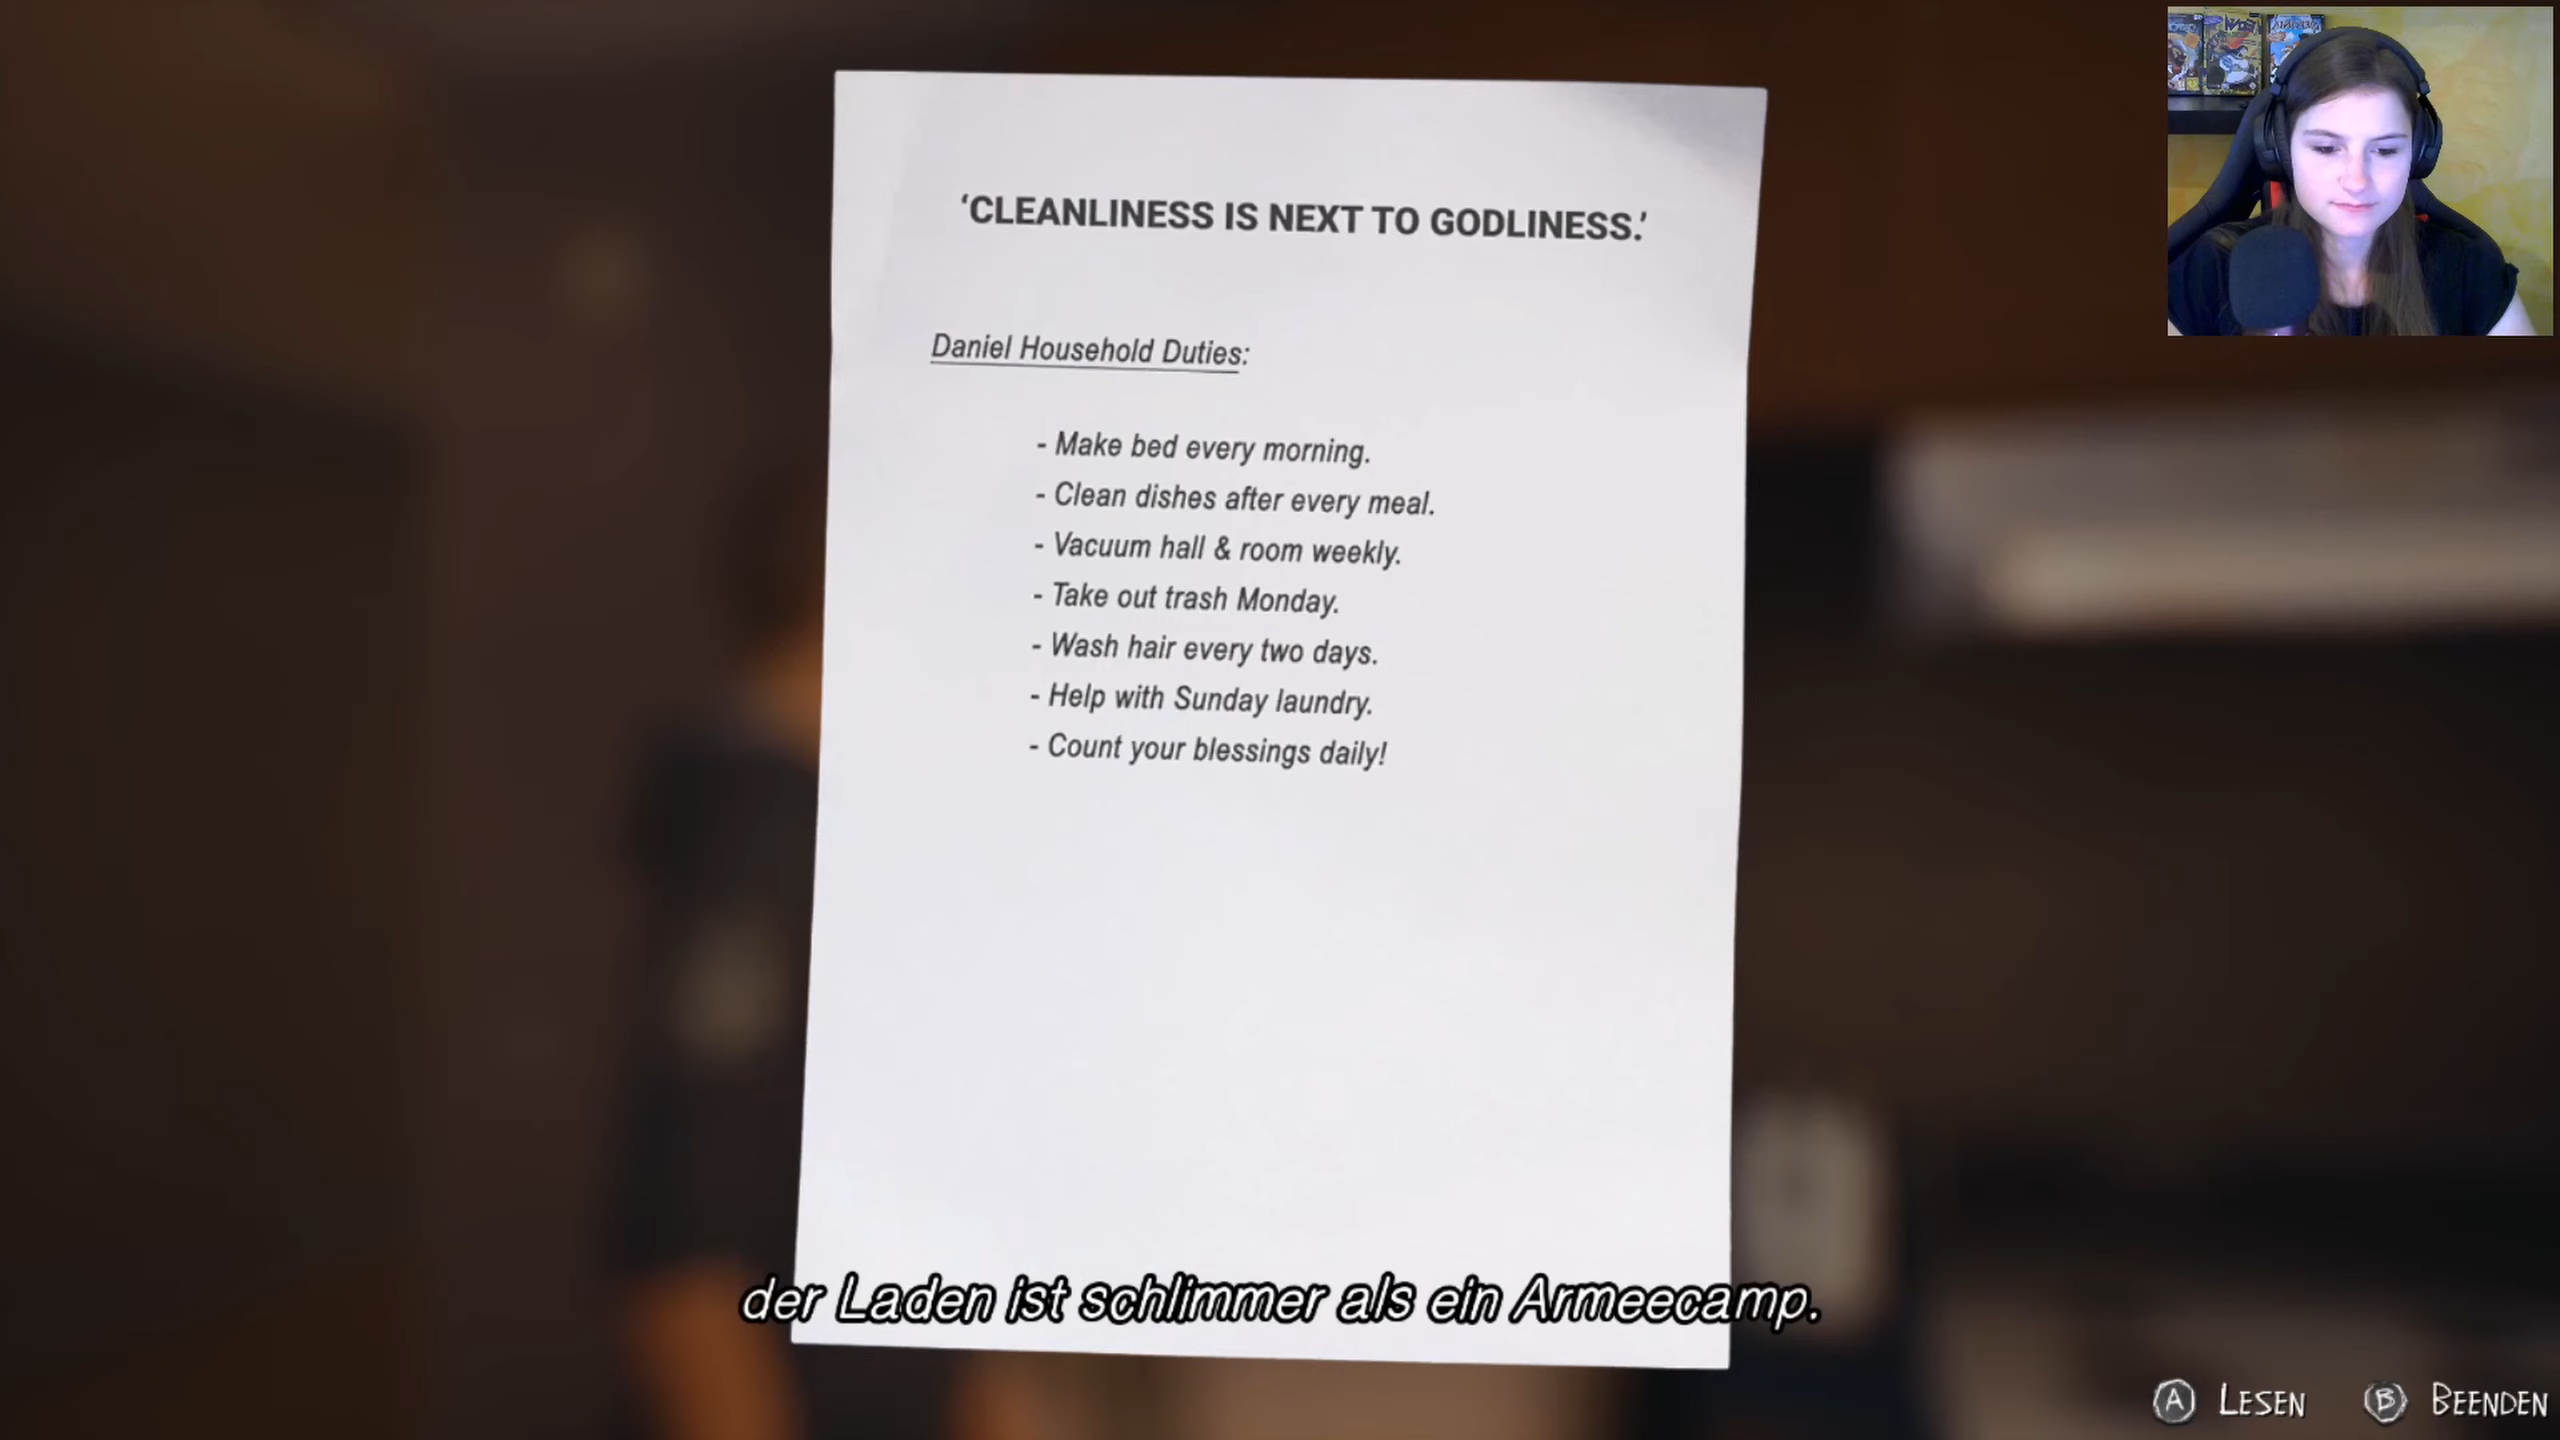 ‘CLEANLINESS IS NEXT TO GODLINESS.’
Daniel Household Duties:
- Make bed every morning.
- Clean dishes after every meal.
- Vacuum hall & room weekly.
- Take out trash Monday.
- Wash hair every two days.
- Help with Sunday laundry.
- Count your blessings daily!
der Laden ist schlimmer als ein Armeecamp.
A LESEN B BEENDEN